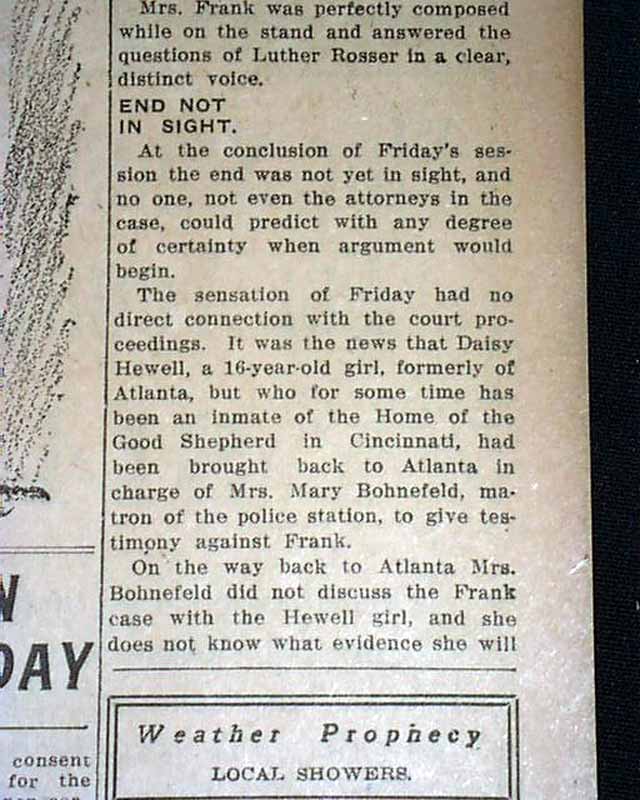 Mrs. Frank was perfectly composed
while on the stand and answered the
questions of Luther Rosser in a clear,
distinct voice.
END NOT
IN SIGHT.
At the conclusion of Friday's ses-
sion the end was not yet in sight, and
no one, not even the attorneys in the
case, could predict with any degree
of certainty when argument would
begin.
The sensation of Friday had no
direct connection with the court pro-
ceedings. It was the news that Daisy
Hewell, a 16-year-old girl, formerly of
Atlanta, but who for some time has
been an inmate of the Home of the
Good Shepherd in Cincinnati, had
been brought back to Atlanta in
charge of Mrs. Mary Bohnefeld, ma-
tron of the police station, to give tes-
timony against Frank.
On the way back to Atlanta Mrs.
Bohnefeld did not discuss the Frank
case with the Hewell girl, and she
does not know what evidence she will
Weather Prophecy
LOCAL SHOWERS.
N
DAY
consent
for the